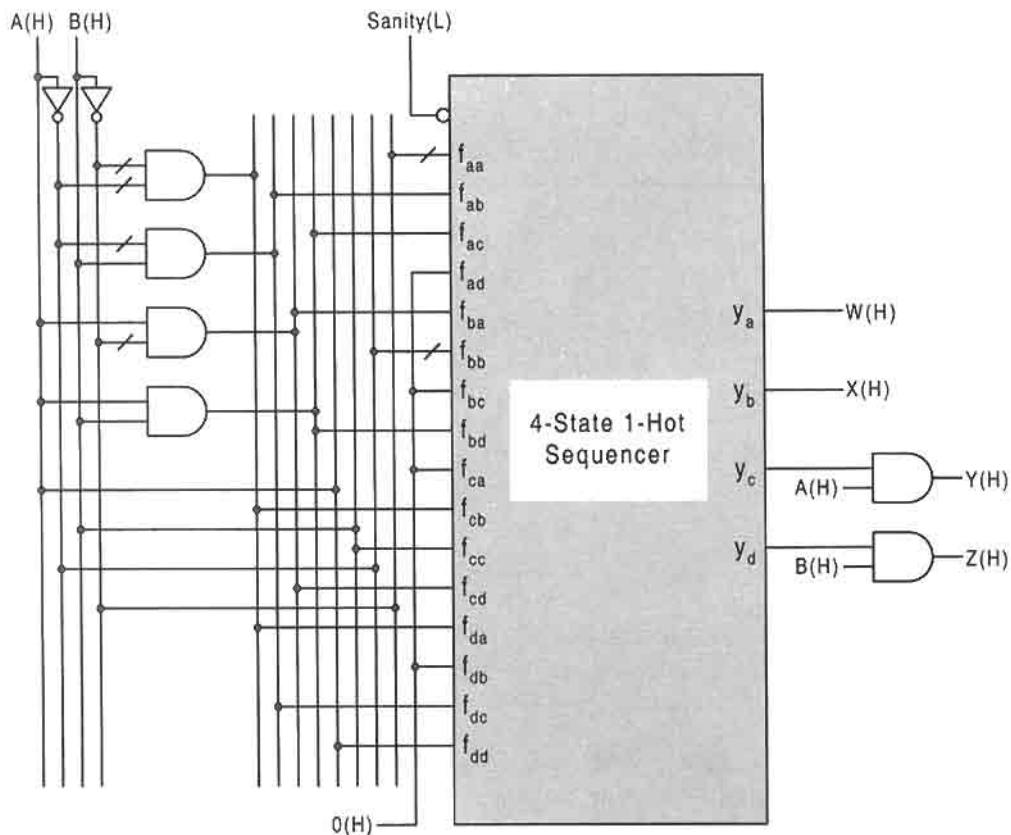 A(H) B(H) Sanity(L)
f_aa
f_ab
f_ac
f_ad
f_ba
y_a W(H)
f_bb
f_bc
y_b X(H)
4-State 1-Hot
Sequencer
f_bd
f_ca
y_c
A(H)
Y(H)
f_cb
f_cc
y_d
B(H)
Z(H)
f_cd
f_da
f_db
f_dc
f_dd
0(H)